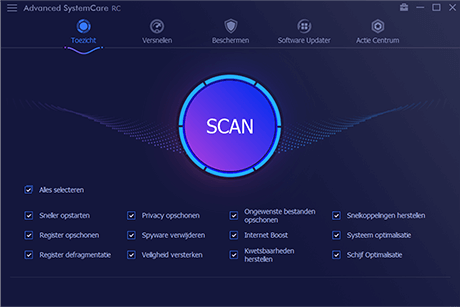 Advanced SystemCare RC
Toezicht
Versnellen
Beschermen
Software Updater
Actie Centrum
SCAN
Alles selecteren
Sneller opstarten
Privacy opschonen
Ongewenste bestanden
opschonen
Snelkoppelingen herstellen
Register opschonen
Spyware verwijderen
Internet Boost
Systeem optimalisatie
Register defragmentatie
Veiligheid versterken
Kwetsbaarheden
herstellen
Schijf Optimalisatie